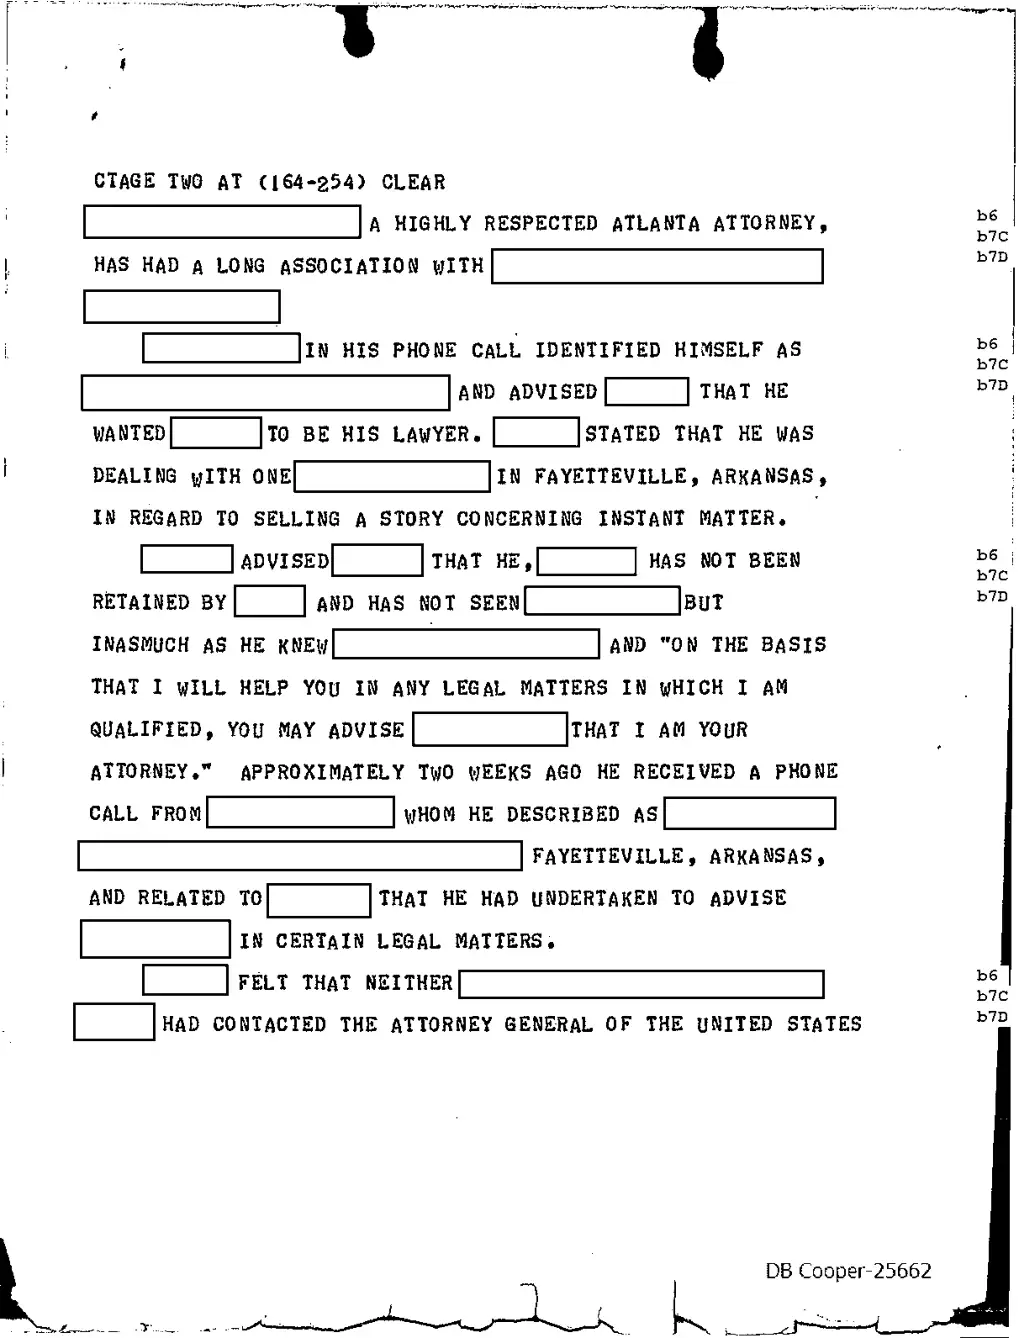 CTAGE TWO AT (164-254) CLEAR
A HIGHLY RESPECTED ATLANTA ATTORNEY,
b6
b7C
HAS HAD A LONG ASSOCIATION WITH
b7D
IN HIS PHONE CALL IDENTIFIED HIMSELF AS
b6
b7C
AND ADVISED THAT HE
b7D
WANTED TO BE HIS LAWYER. STATED THAT HE WAS
DEALING WITH ONE IN FAYETTEVILLE, ARKANSAS,
IN REGARD TO SELLING A STORY CONCERNING INSTANT MATTER.
ADVISED THAT HE, HAS NOT BEEN
b6
b7C
RETAINED BY AND HAS NOT SEEN BUT
b7D
INASMUCH AS HE KNEW AND "ON THE BASIS
THAT I WILL HELP YOU IN ANY LEGAL MATTERS IN WHICH I AM
QUALIFIED, YOU MAY ADVISE THAT I AM YOUR
ATTORNEY." APPROXIMATELY TWO WEEKS AGO HE RECEIVED A PHONE
CALL FROM WHOM HE DESCRIBED AS
FAYETTEVILLE, ARKANSAS,
AND RELATED TO THAT HE HAD UNDERTAKEN TO ADVISE
IN CERTAIN LEGAL MATTERS.
FELT THAT NEITHER
b6
b7C
HAD CONTACTED THE ATTORNEY GENERAL OF THE UNITED STATES
b7D
DB Cooper-25662